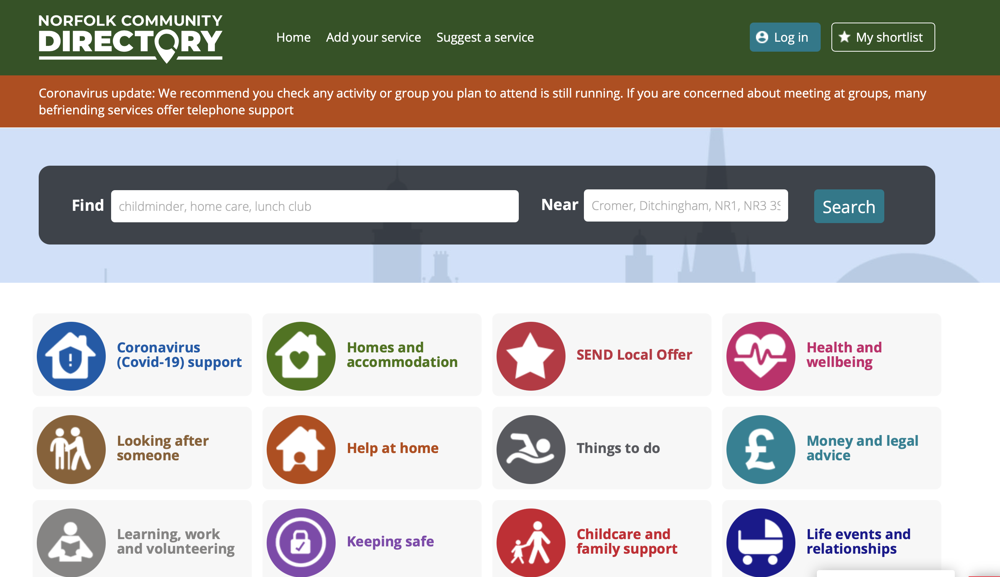 NORFOLK COMMUNITY
DIRECTORY
Home
Add your service
Suggest a service
Log in
My shortlist
Coronavirus update: We recommend you check any activity or group you plan to attend is still running. If you are concerned about meeting at groups, many
befriending services offer telephone support
Find
childminder, home care, lunch club
Near
Cromer, Ditchingham, NR1, NR3 3S
Search
Coronavirus
(Covid-19) support
Homes and
accommodation
SEND Local Offer
Health and
wellbeing
Looking after
someone
Help at home
Things to do
£
Money and legal
advice
Learning, work
and volunteering
Keeping safe
Childcare and
family support
Life events and
relationships